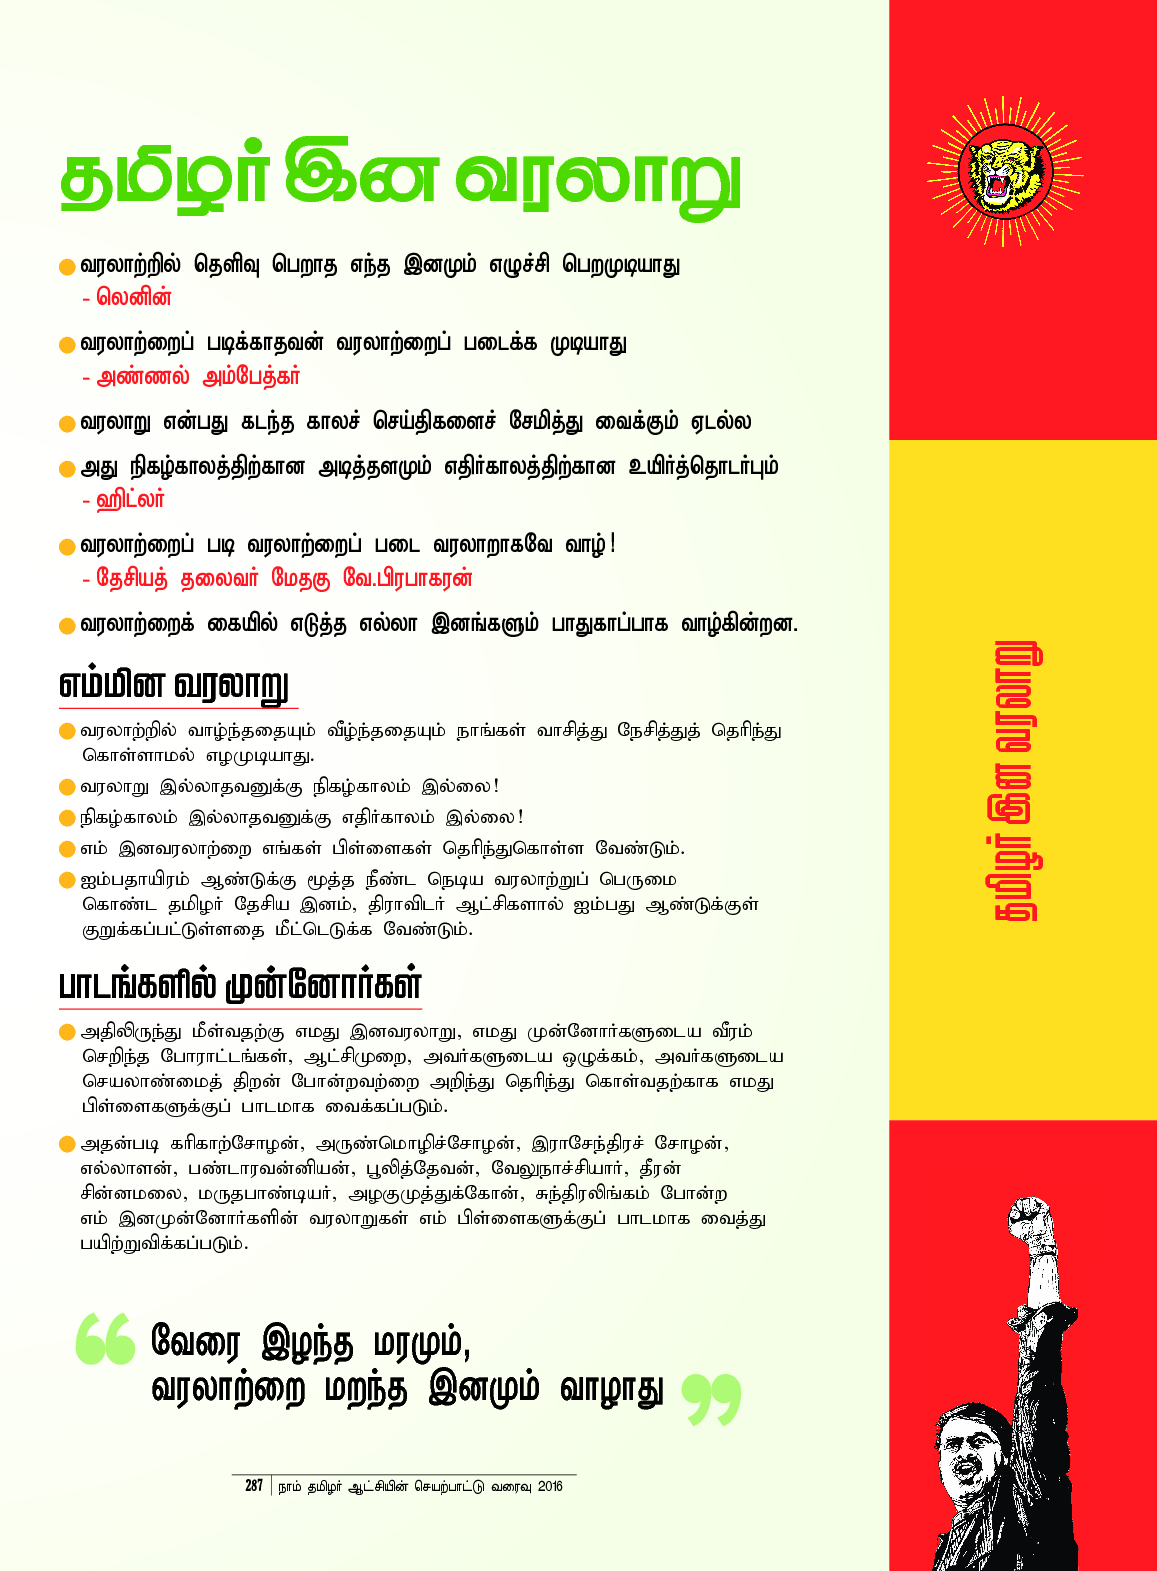 தமிழர் இன வரலாறு
வரலாற்றில் தெளிவு பெறாத எந்த இனமும் எழுச்சி பெறமுடியாது
- லெனின்
வரலாற்றைப் படிக்காதவன் வரலாற்றைப் படைக்க முடியாது
- அண்ணல் அம்பேத்கர்
வரலாறு என்பது கடந்த காலச் செய்திகளைச் சேமித்து வைக்கும் ஏடல்ல
அது நிகழ்காலத்திற்கான அடித்தளமும் எதிர்காலத்திற்கான உயிர்த்தொடர்பும்
- ஹிட்லர்
வரலாற்றைப் படி வரலாற்றைப் படை வரலாறாகவே வாழ்!
- தேசியத் தலைவர் மேதகு வே.பிரபாகரன்
வரலாற்றைக் கையில் எடுத்த எல்லா இனங்களும் பாதுகாப்பாக வாழ்கின்றன.
எம்மின வரலாறு
வரலாற்றில் வாழ்ந்ததையும் வீழ்ந்ததையும் நாங்கள் வாசித்து நேசித்துத் தெரிந்து
கொள்ளாமல் எழமுடியாது.
வரலாறு இல்லாதவனுக்கு நிகழ்காலம் இல்லை!
நிகழ்காலம் இல்லாதவனுக்கு எதிர்காலம் இல்லை!
எம் இனவரலாற்றை எங்கள் பிள்ளைகள் தெரிந்துகொள்ள வேண்டும்.
ஐம்பதாயிரம் ஆண்டுக்கு மூத்த நீண்ட நெடிய வரலாற்றுப் பெருமை
கொண்ட தமிழர் தேசிய இனம், திராவிடர் ஆட்சிகளால் ஐம்பது ஆண்டுக்குள்
குறுக்கப்பட்டுள்ளதை மீட்டெடுக்க வேண்டும்.
பாடங்களில் முன்னோர்கள்
அதிலிருந்து மீள்வதற்கு எமது இனவரலாறு, எமது முன்னோர்களுடைய வீரம்
செறிந்த போராட்டங்கள், ஆட்சிமுறை, அவர்களுடைய ஒழுக்கம், அவர்களுடைய
செயலாண்மைத் திறன் போன்றவற்றை அறிந்து தெரிந்து கொள்வதற்காக எமது
பிள்ளைகளுக்குப் பாடமாக வைக்கப்படும்.
அதன்படி கரிகாற்சோழன், அருண்மொழிச்சோழன், இராசேந்திரச் சோழன்,
எல்லாளன், பண்டாரவன்னியன், பூலித்தேவன், வேலுநாச்சியார், தீரன்
சின்னமலை, மருதபாண்டியர், அழகுமுத்துக்கோன், சுந்திரலிங்கம் போன்ற
எம் இனமுன்னோர்களின் வரலாறுகள் எம் பிள்ளைகளுக்குப் பாடமாக வைத்து
பயிற்றுவிக்கப்படும்.
“வேரை இழந்த மரமும்,
வரலாற்றை மறந்த இனமும் வாழாது”
287 நாம் தமிழர் ஆட்சியின் செயற்பாட்டு வரைவு 2016
தமிழர் இன வரலாறு